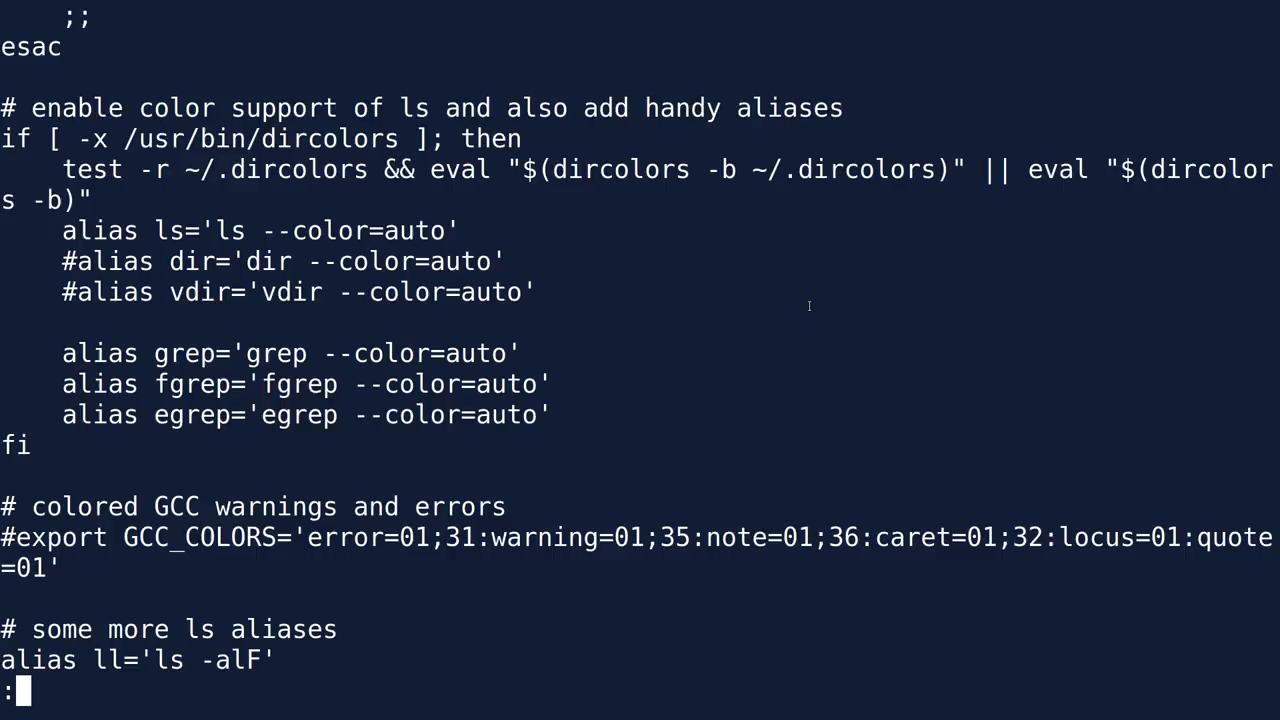 ;;
esac

# enable color support of ls and also add handy aliases
if [ -x /usr/bin/dircolors ]; then
    test -r ~/.dircolors && eval "$(dircolors -b ~/.dircolors)" || eval "$(dircolor
s -b)"
    alias ls='ls --color=auto'
    #alias dir='dir --color=auto'
    #alias vdir='vdir --color=auto'

    alias grep='grep --color=auto'
    alias fgrep='fgrep --color=auto'
    alias egrep='egrep --color=auto'
fi

# colored GCC warnings and errors
#export GCC_COLORS='error=01;31:warning=01;35:note=01;36:caret=01;32:locus=01:quote
=01'

# some more ls aliases
alias ll='ls -alF'
: